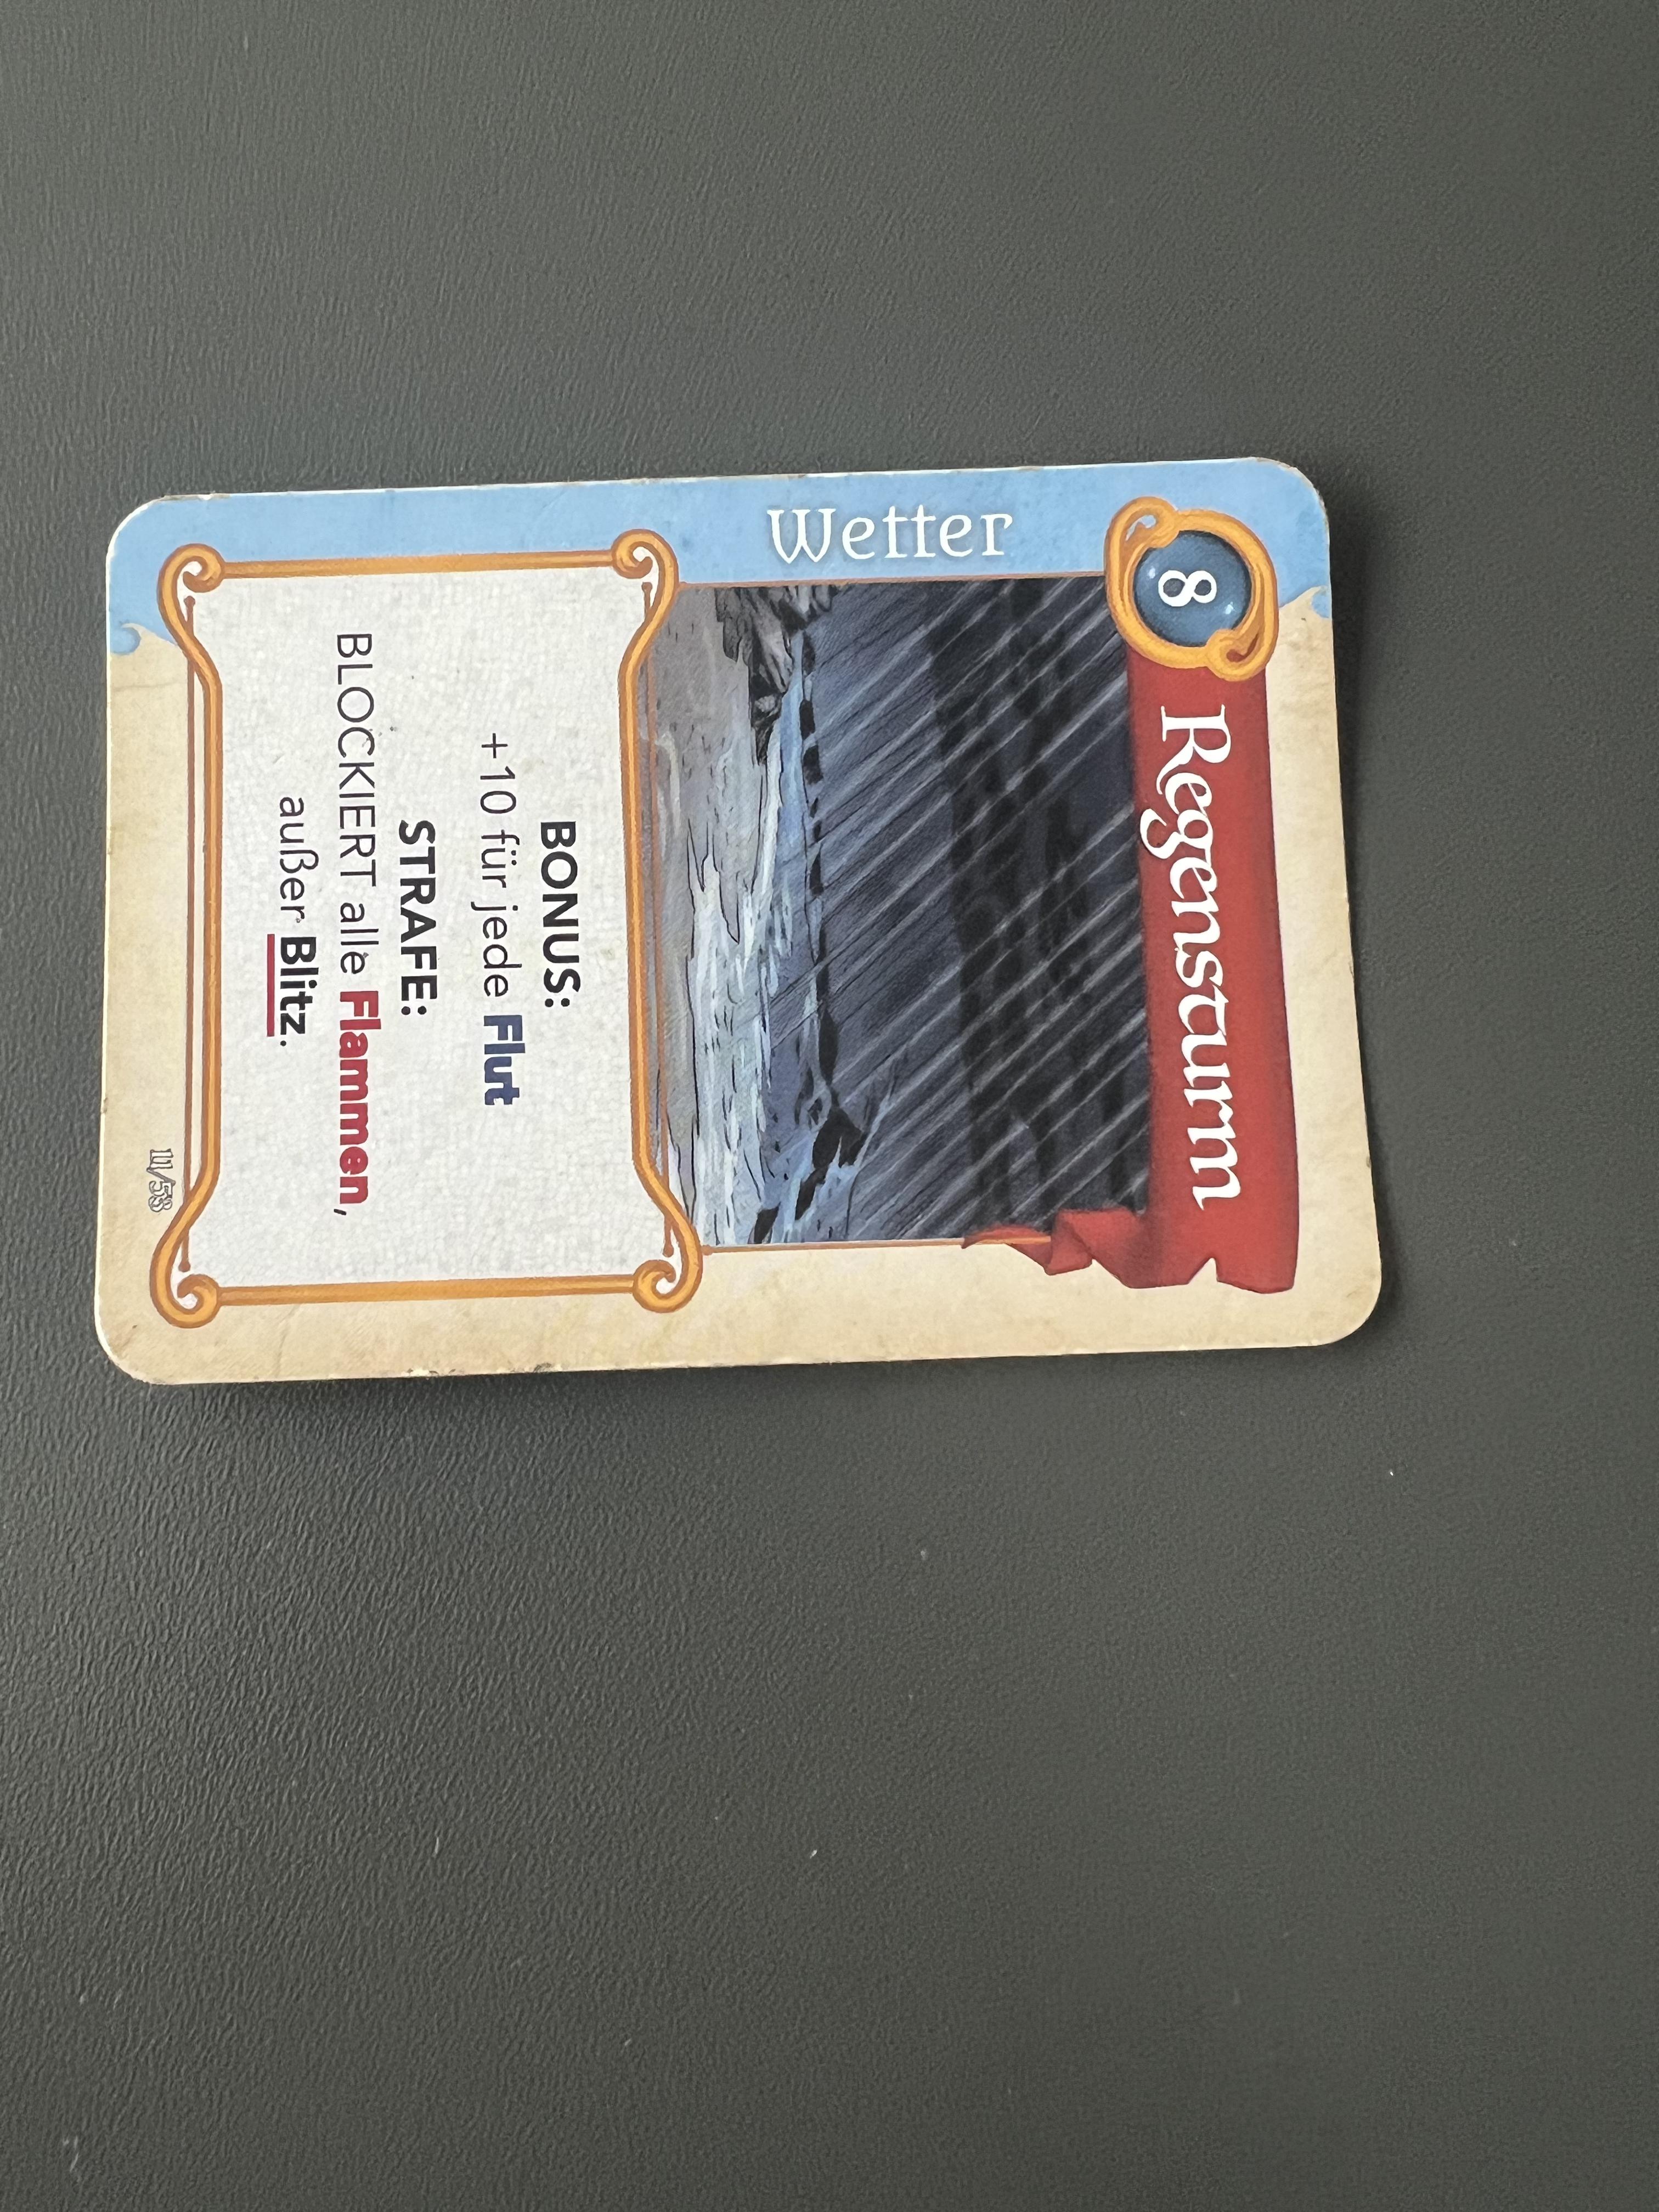 8
Regensturm
Wetter
BONUS:
+10 für jede Flut
STRAFE:
BLOCKIERT alle Flammen,
außer Blitz.
11/53